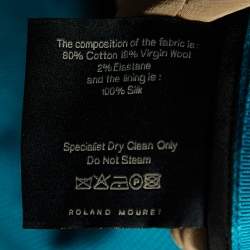 The composition of the fabric is:
80% Cotton 18% Virgin Wool
2% Elastane
and the lining is:
100% Silk
Specialist Dry Clean Only
Do Not Steam
ROLAND MOURET